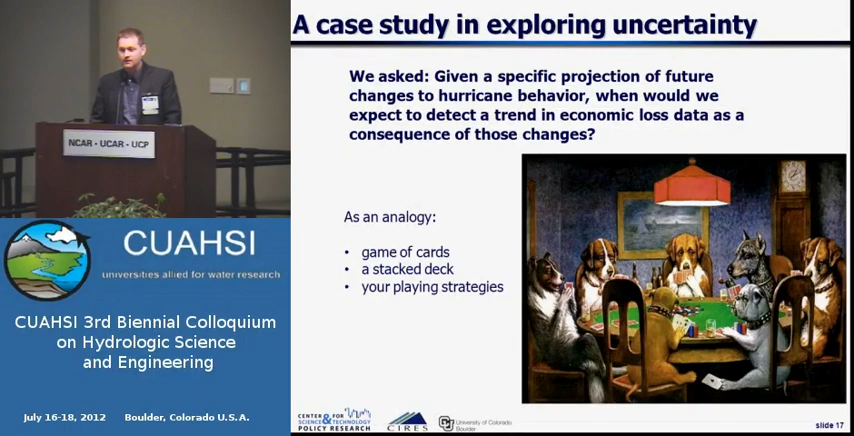 A case study in exploring uncertainty
We asked: Given a specific projection of future
changes to hurricane behavior, when would we
expect to detect a trend in economic loss data as a
consequence of those changes?
As an analogy:
• game of cards
• a stacked deck
• your playing strategies
CENTER FOR
SCIENCE & TECHNOLOGY
POLICY RESEARCH
CIRES
University of Colorado
Boulder
slide 17
NCAR • UCAR • UCP
CUAHSI
universities allied for water research
CUAHSI 3rd Biennial Colloquium
on Hydrologic Science
and Engineering
July 16-18, 2012 Boulder, Colorado U.S.A.